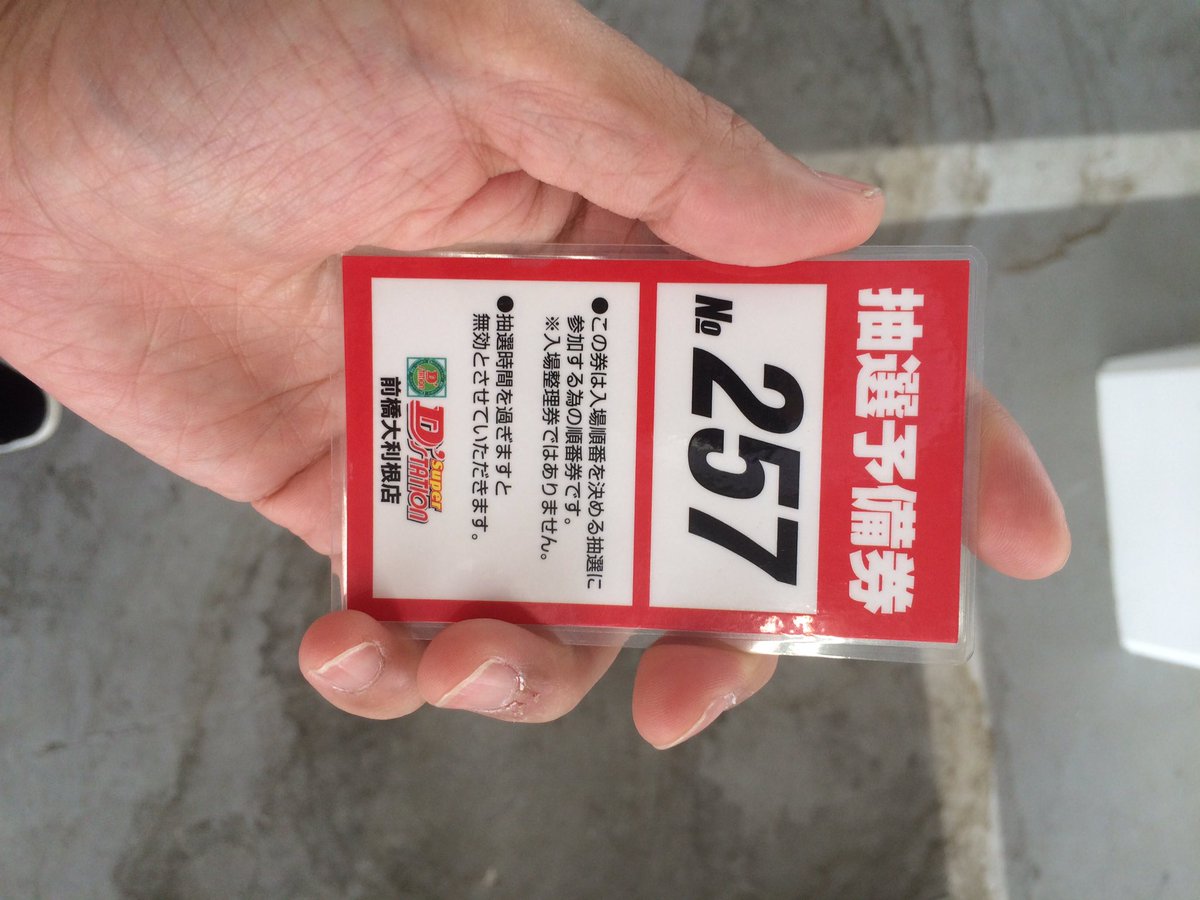 抽選予備券
No 257
●この券は入場順番を決める抽選に
参加する為の順番券です。
※入場整理券ではありません。
●抽選時間を過ぎますと
無効とさせていただきます。
Super
D'STATION
前橋大利根店